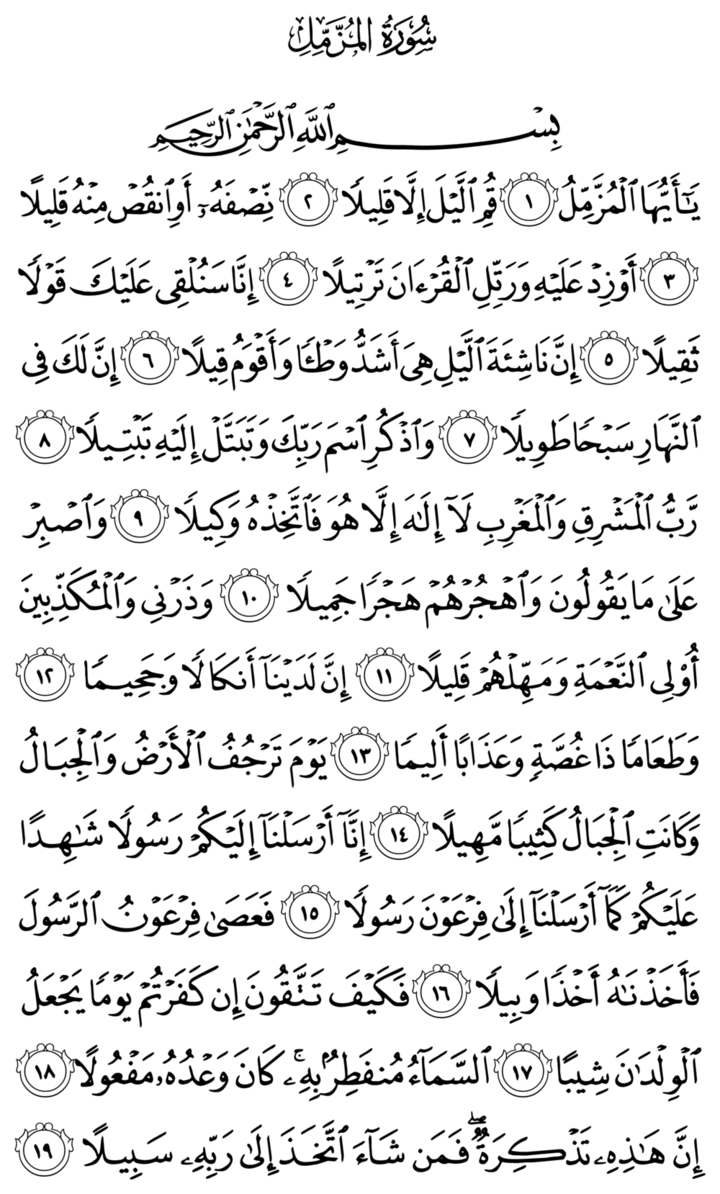 سُورَةُ المُزَّمِّلِ
بِسْمِ ٱللَّهِ ٱلرَّحْمَٰنِ ٱلرَّحِيمِ
يَٰٓأَيُّهَا ٱلْمُزَّمِّلُ ١ قُمِ ٱلَّيْلَ إِلَّا قَلِيلًا ٢ نِّصْفَهُۥٓ أَوِ ٱنقُصْ مِنْهُ قَلِيلًا
٣ أَوْ زِدْ عَلَيْهِ وَرَتِّلِ ٱلْقُرْءَانَ تَرْتِيلًا ٤ إِنَّا سَنُلْقِى عَلَيْكَ قَوْلًا
ثَقِيلًا ٥ إِنَّ نَاشِئَةَ ٱلَّيْلِ هِىَ أَشَدُّ وَطْـًٔا وَأَقْوَمُ قِيلًا ٦ إِنَّ لَكَ فِى
ٱلنَّهَارِ سَبْحًا طَوِيلًا ٧ وَٱذْكُرِ ٱسْمَ رَبِّكَ وَتَبَتَّلْ إِلَيْهِ تَبْتِيلًا ٨
رَّبُّ ٱلْمَشْرِقِ وَٱلْمَغْرِبِ لَآ إِلَٰهَ إِلَّا هُوَ فَٱتَّخِذْهُ وَكِيلًا ٩ وَٱصْبِرْ
عَلَىٰ مَا يَقُولُونَ وَٱهْجُرْهُمْ هَجْرًا جَمِيلًا ١٠ وَذَرْنِى وَٱلْمُكَذِّبِينَ
أُو۟لِى ٱلنَّعْمَةِ وَمَهِّلْهُمْ قَلِيلًا ١١ إِنَّ لَدَيْنَآ أَنكَالًا وَجَحِيمًا ١٢
وَطَعَامًا ذَا غُصَّةٍ وَعَذَابًا أَلِيمًا ١٣ يَوْمَ تَرْجُفُ ٱلْأَرْضُ وَٱلْجِبَالُ
وَكَانَتِ ٱلْجِبَالُ كَثِيبًا مَّهِيلًا ١٤ إِنَّآ أَرْسَلْنَآ إِلَيْكُمْ رَسُولًا شَٰهِدًا
عَلَيْكُمْ كَمَآ أَرْسَلْنَآ إِلَىٰ فِرْعَوْنَ رَسُولًا ١٥ فَعَصَىٰ فِرْعَوْنُ ٱلرَّسُولَ
فَأَخَذْنَٰهُ أَخْذًا وَبِيلًا ١٦ فَكَيْفَ تَتَّقُونَ إِن كَفَرْتُمْ يَوْمًا يَجْعَلُ
ٱلْوِلْدَٰنَ شِيبًا ١٧ ٱلسَّمَآءُ مُنفَطِرٌۢ بِهِۦ ۚ كَانَ وَعْدُهُۥ مَفْعُولًا ١٨
إِنَّ هَٰذِهِۦ تَذْكِرَةٌ ۖ فَمَن شَآءَ ٱتَّخَذَ إِلَىٰ رَبِّهِۦ سَبِيلًا ١٩